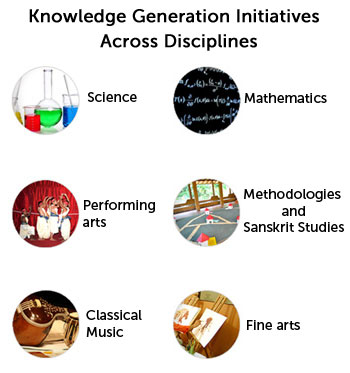 Knowledge Generation Initiatives
Across Disciplines
Science
Mathematics
Performing
arts
Methodologies
and
Sanskrit Studies
Classical
Music
Fine arts